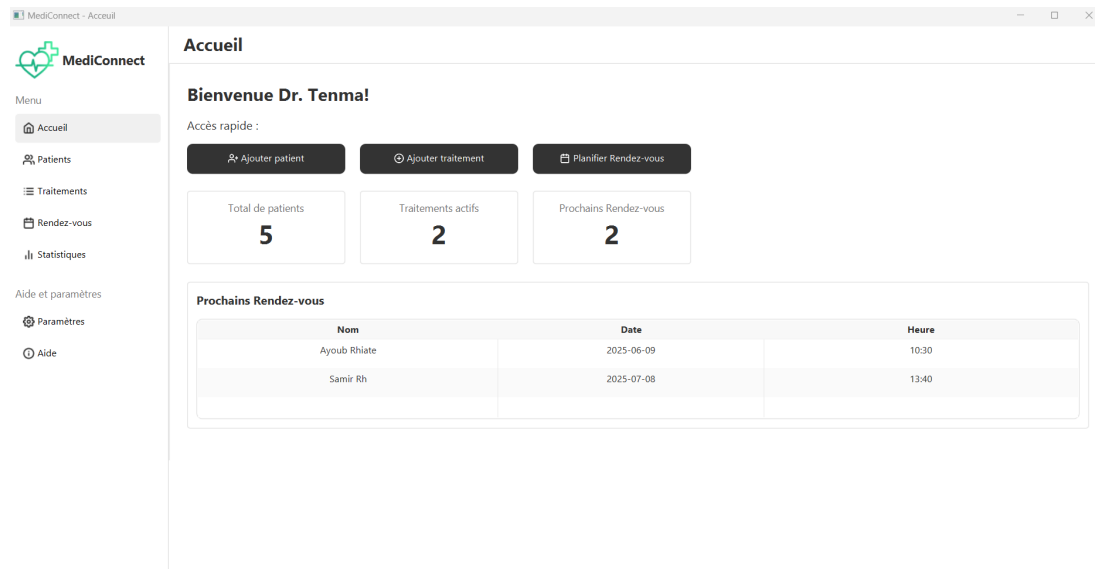 MediConnect - Acceuil
MediConnect
Menu
Accueil
Patients
Traitements
Rendez-vous
Statistiques
Aide et paramètres
Paramètres
Aide
Accueil
Bienvenue Dr. Tenma!
Accès rapide :
Ajouter patient Ajouter traitement Planifier Rendez-vous
Total de patients Traitements actifs Prochains Rendez-vous
5 2 2
Prochains Rendez-vous
Nom Date Heure
Ayoub Rhiate 2025-06-09 10:30
Samir Rh 2025-07-08 13:40